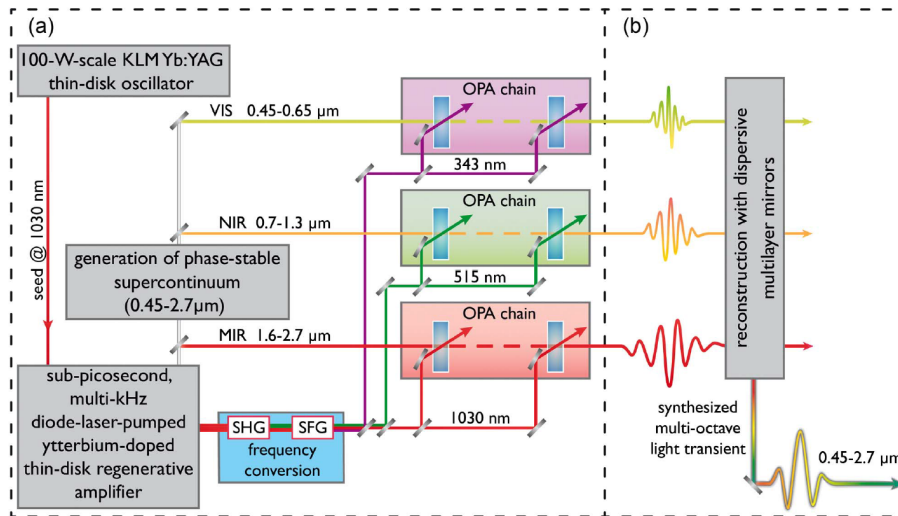 (a)
100-W-scale KLM Yb:YAG
thin-disk oscillator
seed @ 1030 nm
VIS 0.45-0.65 µm
NIR 0.7-1.3 µm
generation of phase-stable
supercontinuum
(0.45-2.7µm)
MIR 1.6-2.7 µm
sub-picosecond,
multi-kHz
diode-laser-pumped
ytterbium-doped
thin-disk regenerative
amplifier
SHG
SFG
frequency
conversion
OPA chain
343 nm
OPA chain
515 nm
OPA chain
1030 nm
(b)
reconstruction with dispersive
multilayer mirrors
synthesized
multi-octave
light transient
0.45-2.7 µm